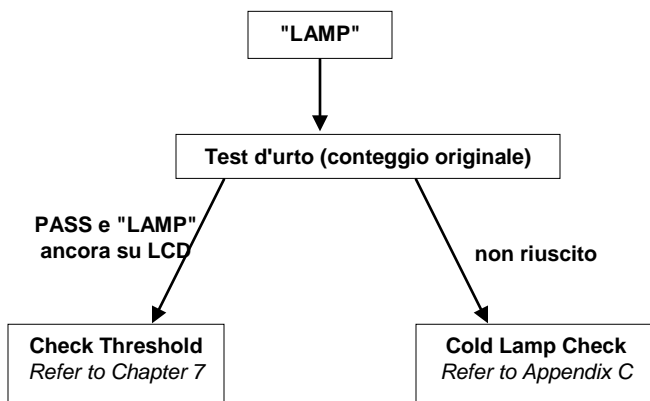 "LAMP"
Test d'urto (conteggio originale)
PASS e "LAMP"
ancora su LCD
non riuscito
Check Threshold
Refer to Chapter 7
Cold Lamp Check
Refer to Appendix C